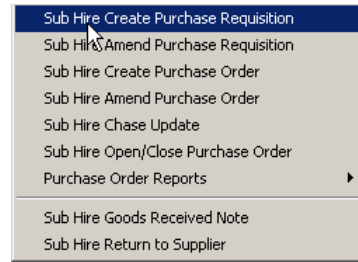 Sub Hire Create Purchase Requisition
Sub Hire Amend Purchase Requisition
Sub Hire Create Purchase Order
Sub Hire Amend Purchase Order
Sub Hire Chase Update
Sub Hire Open/Close Purchase Order
Purchase Order Reports
Sub Hire Goods Received Note
Sub Hire Return to Supplier